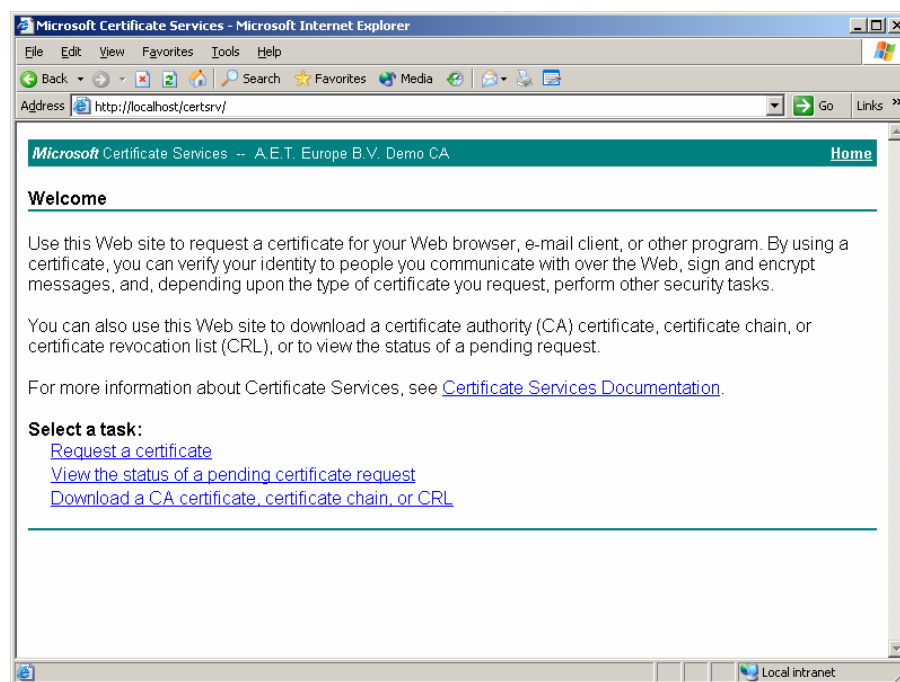 Microsoft Certificate Services - Microsoft Internet Explorer
File Edit View Favorites Tools Help
Back Search Favorites Media
Address http://localhost/certsrv/ Go Links »
Microsoft Certificate Services -- A.E.T. Europe B.V. Demo CA Home
Welcome
Use this Web site to request a certificate for your Web browser, e-mail client, or other program. By using a
certificate, you can verify your identity to people you communicate with over the Web, sign and encrypt
messages, and, depending upon the type of certificate you request, perform other security tasks.
You can also use this Web site to download a certificate authority (CA) certificate, certificate chain, or
certificate revocation list (CRL), or to view the status of a pending request.
For more information about Certificate Services, see Certificate Services Documentation.
Select a task:
Request a certificate
View the status of a pending certificate request
Download a CA certificate, certificate chain, or CRL
Local intranet